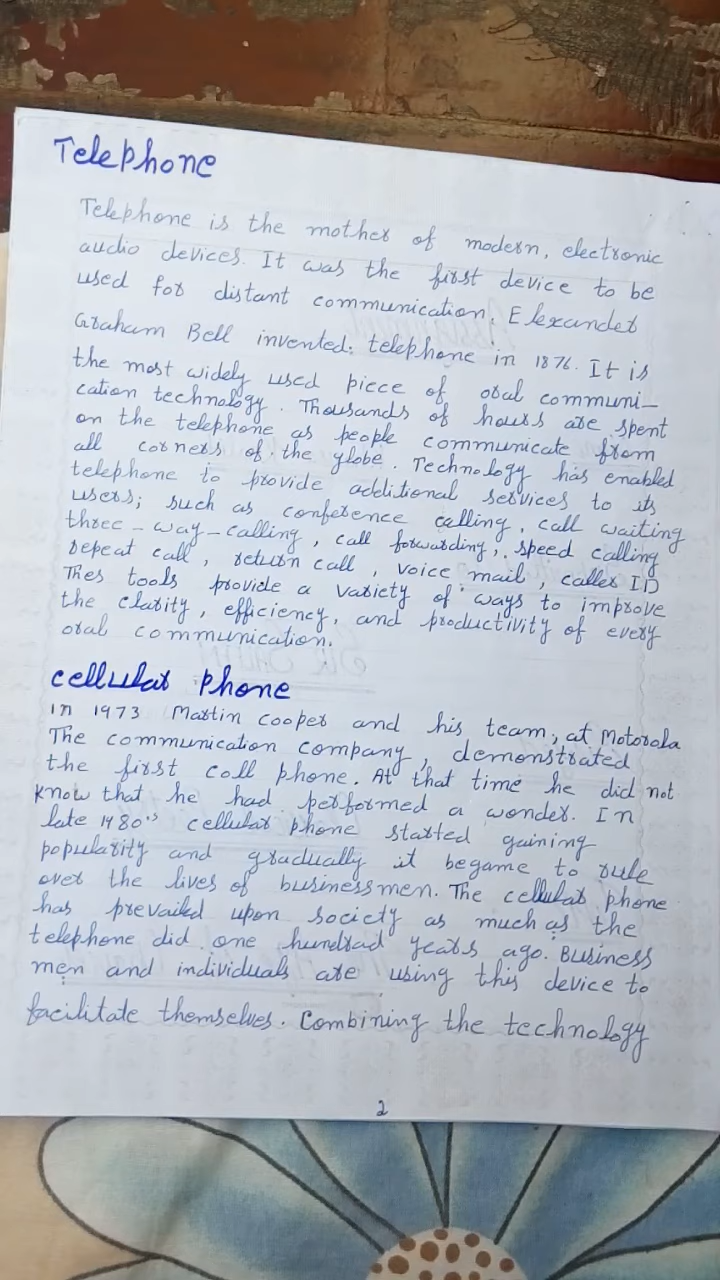 Telephone
Telephone is the mother of modern, electronic
audio devices. It was the first device to be
used for distant communication. Elexander
Graham Bell invented telephone in 1876. It is
the most widely used piece of oral communi-
cation technology. Thousands of hours are spent
on the telephone as people communicate from
all corners of the globe. Technology has enabled
telephone to provide additional services to its
users; such as conference calling, call waiting
three-way-calling, call forwarding, speed calling
repeat call, return call, voice mail, caller ID
Thes tools provide a variety of ways to improve
the clarity, efficiency, and productivity of every
oral communication.
cellular phone
in 1973 Martin cooper and his team, at Motorola
The communication company, demonstrated
the first coll phone. At that time he did not
know that he had performed a wonder. In
late 1980's cellular phone started gaining
popularity and gradually it begame to rule
over the lives of businessmen. The cellular phone
has prevailed upon society as much as the
telephone did one hundrad years ago. Business
men and individuals are using this device to
facilitate themselves. Combining the technology
2